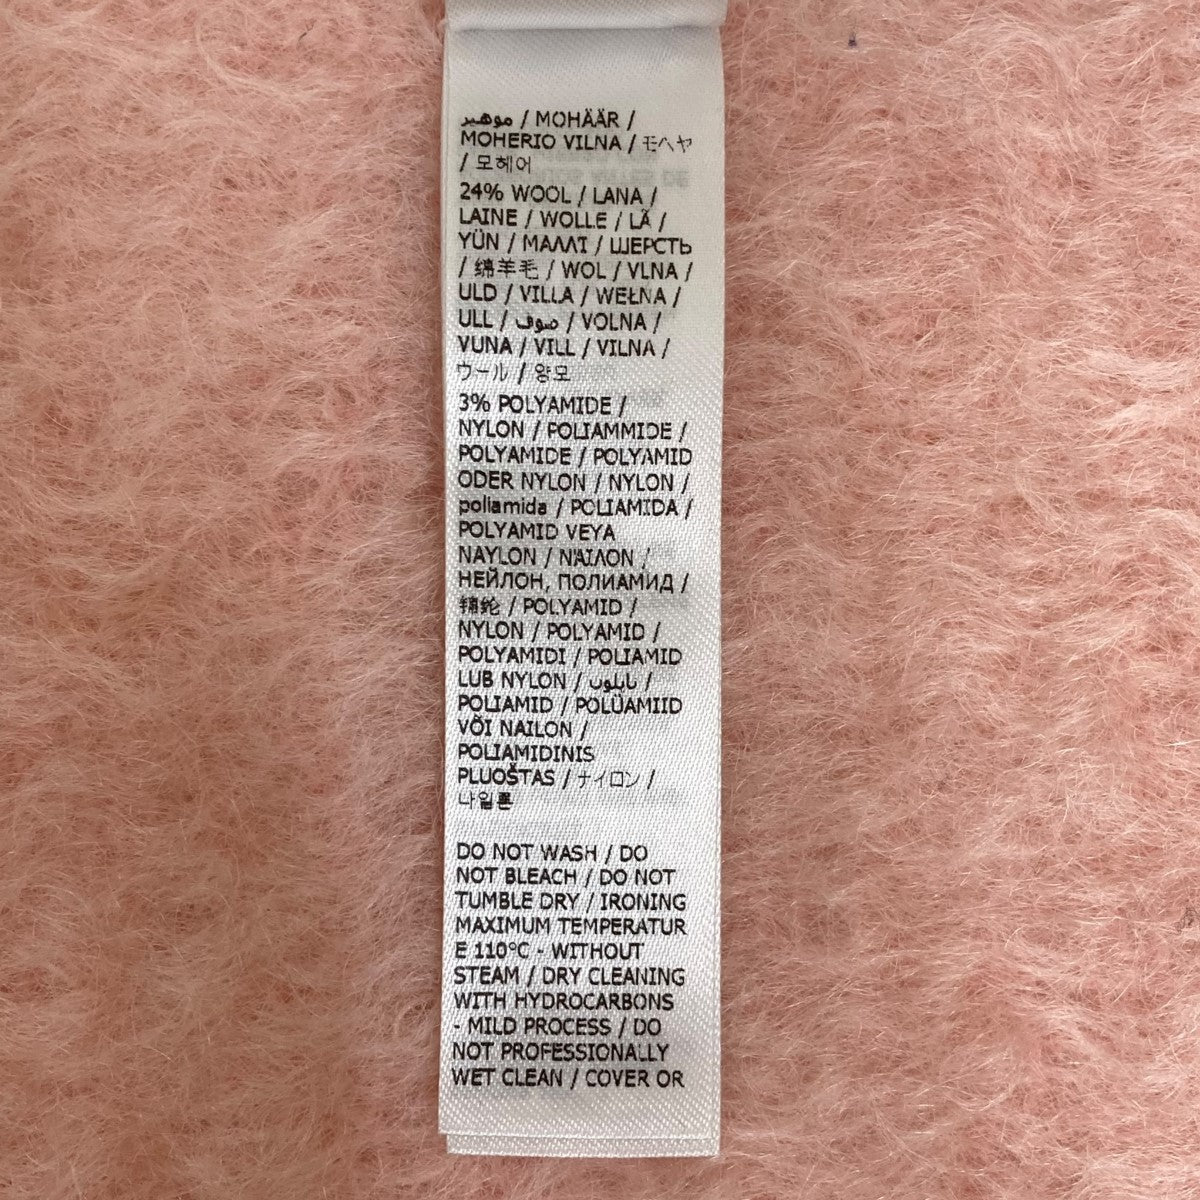 موهير / MOHÄÄR /
MOHERIO VILNA / モヘヤ
/ 모헤어
24% WOOL / LANA /
LAINE / WOLLE / LÃ /
YÜN / ΜΑΛΛΙ / ШЕРСТЬ
/ 绵羊毛 / WOL / VLNA /
ULD / VILLA / WEŁNA /
ULL / صوف / VOLNA /
VUNA / VILL / VILNA /
ウール / 양모
3% POLYAMIDE /
NYLON / POLIAMMIDE /
POLYAMIDE / POLYAMID
ODER NYLON / NYLON /
poliamida / POLIAMIDA /
POLYAMID VEYA
NAYLON / ΝΑΪΛΟΝ /
НЕЙЛОН, ПОЛИАМИД /
锦纶 / POLYAMID /
NYLON / POLYAMID /
POLYAMIDI / POLIAMID
LUB NYLON / نايلون /
POLIAMID / POLÜAMIID
VÕI NAILON /
POLIAMIDINIS
PLUOŠTAS / ナイロン /
나일론
DO NOT WASH / DO
NOT BLEACH / DO NOT
TUMBLE DRY / IRONING
MAXIMUM TEMPERATUR
E 110°C - WITHOUT
STEAM / DRY CLEANING
WITH HYDROCARBONS
- MILD PROCESS / DO
NOT PROFESSIONALLY
WET CLEAN / COVER OR